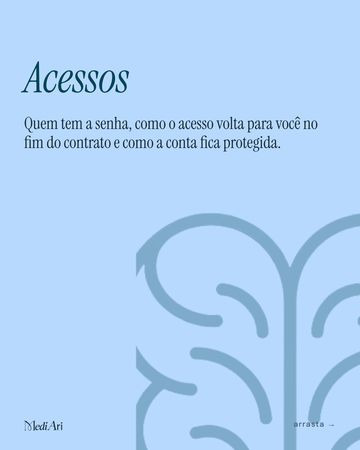 Acessos
Quem tem a senha, como o acesso volta para você no
fim do contrato e como a conta fica protegida.
MediAri
arrasta →